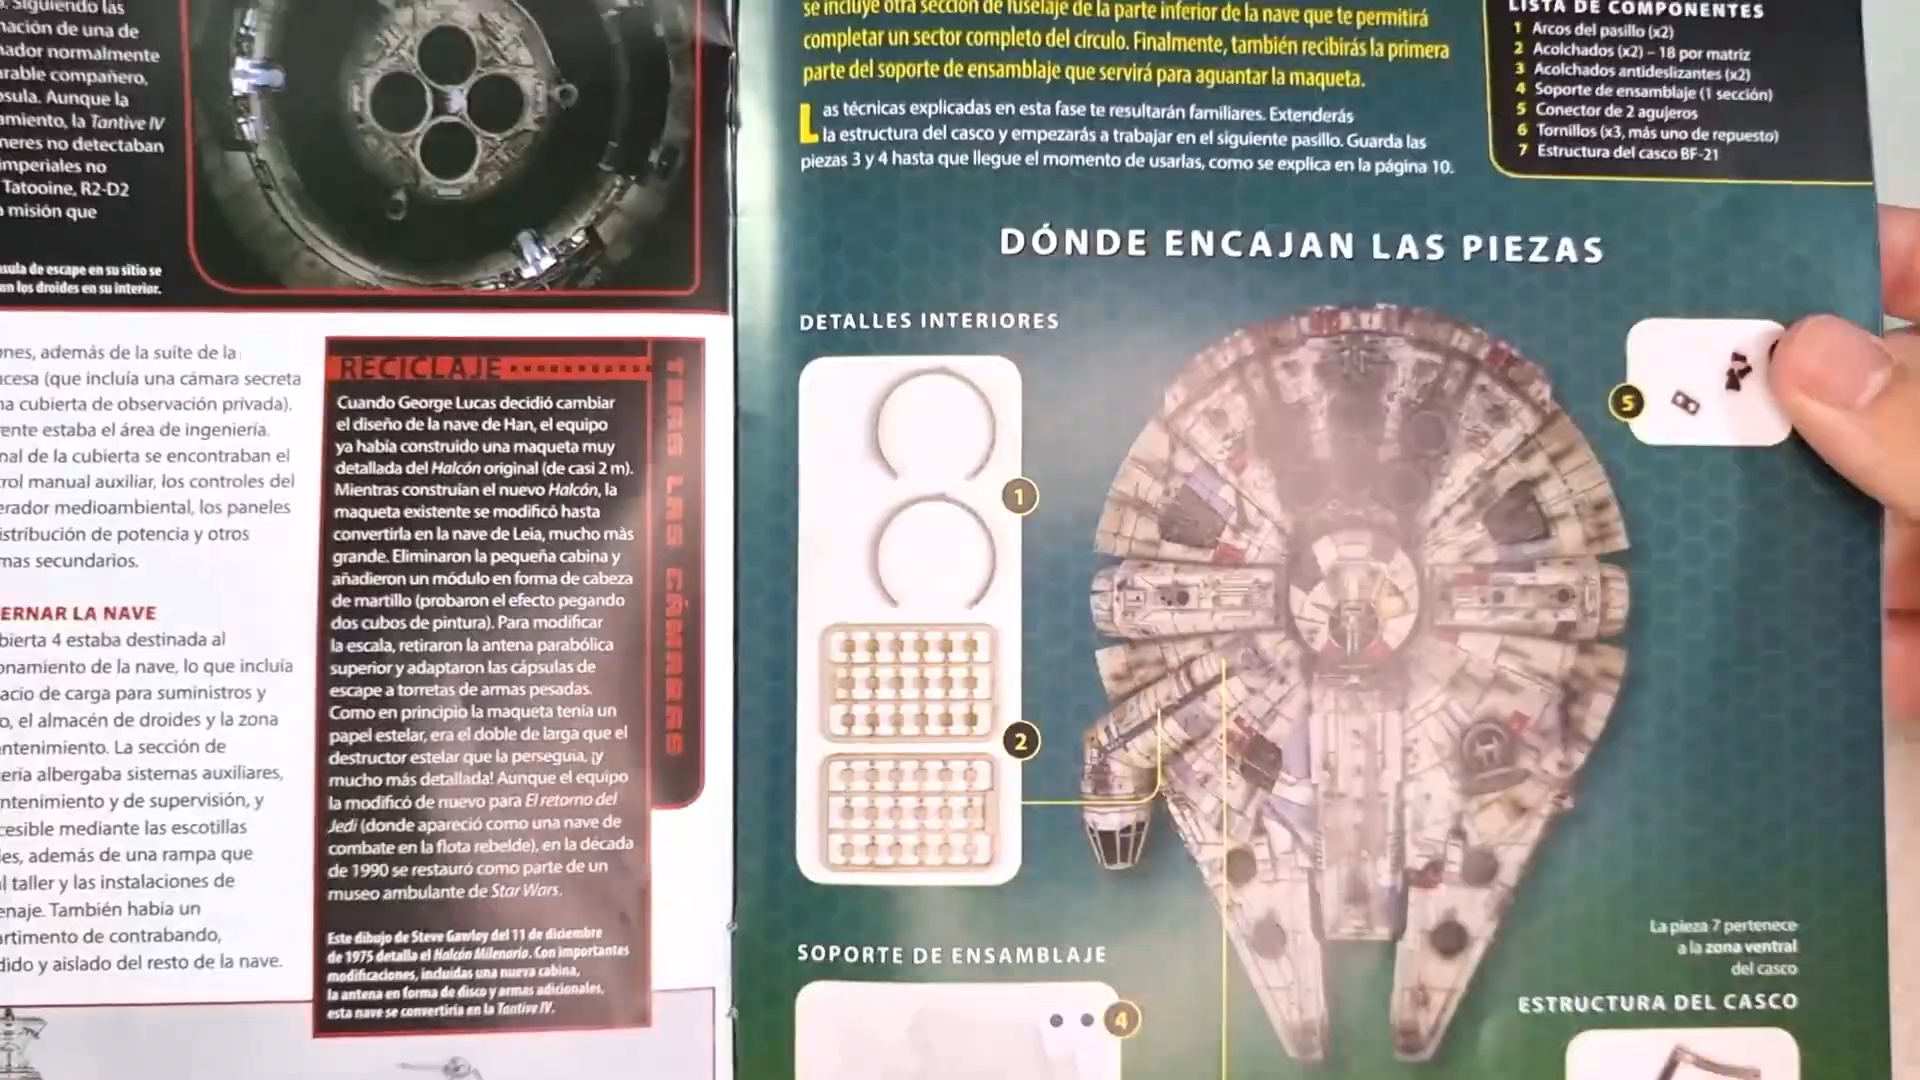 . Siguiendo las
nación de una de
nador normalmente
rable compañero,
sula. Aunque la
amiento, la Tantive IV
neres no detectaban
imperiales no
Tatooine, R2-D2
misión que
sula de escape en su sitio se
an los droides en su interior.
ones, además de la suite de la
ncesa (que incluía una cámara secreta
na cubierta de observación privada).
ente estaba el área de ingeniería.
nal de la cubierta se encontraban el
rol manual auxiliar, los controles del
erador medioambiental, los paneles
istribución de potencia y otros
mas secundarios.
ERNAR LA NAVE
bierta 4 estaba destinada al
onamiento de la nave, lo que incluía
acio de carga para suministros y
o, el almacén de droides y la zona
antenimiento. La sección de
ería albergaba sistemas auxiliares,
ntenimiento y de supervisión, y
cesible mediante las escotillas
les, además de una rampa que
al taller y las instalaciones de
enaje. También había un
artimento de contrabando,
dido y aislado del resto de la nave.
RECICLAJE
TRAS LAS CÁMARAS
Cuando George Lucas decidió cambiar
el diseño de la nave de Han, el equipo
ya había construido una maqueta muy
detallada del Halcón original (de casi 2 m).
Mientras construían el nuevo Halcón, la
maqueta existente se modificó hasta
convertirla en la nave de Leia, mucho más
grande. Eliminaron la pequeña cabina y
añadieron un módulo en forma de cabeza
de martillo (probaron el efecto pegando
dos cubos de pintura). Para modificar
la escala, retiraron la antena parabólica
superior y adaptaron las cápsulas de
escape a torretas de armas pesadas.
Como en principio la maqueta tenía un
papel estelar, era el doble de larga que el
destructor estelar que la perseguía, ¡y
mucho más detallada! Aunque el equipo
la modificó de nuevo para El retorno del
Jedi (donde apareció como una nave de
combate en la flota rebelde), en la década
de 1990 se restauró como parte de un
museo ambulante de Star Wars.
Este dibujo de Steve Gawley del 11 de diciembre
de 1975 detalla el Halcón Milenario. Con importantes
modificaciones, incluidas una nueva cabina,
la antena en forma de disco y armas adicionales,
esta nave se convertiría en la Tantive IV.
se incluye otra sección de fuselaje de la parte inferior de la nave que te permitirá
completar un sector completo del círculo. Finalmente, también recibirás la primera
parte del soporte de ensamblaje que servirá para aguantar la maqueta.
Las técnicas explicadas en esta fase te resultarán familiares. Extenderás
la estructura del casco y empezarás a trabajar en el siguiente pasillo. Guarda las
piezas 3 y 4 hasta que llegue el momento de usarlas, como se explica en la página 10.
LISTA DE COMPONENTES
1 Arcos del pasillo (x2)
2 Acolchados (x2) – 18 por matriz
3 Acolchados antideslizantes (x2)
4 Soporte de ensamblaje (1 sección)
5 Conector de 2 agujeros
6 Tornillos (x3, más uno de repuesto)
7 Estructura del casco BF-21
DÓNDE ENCAJAN LAS PIEZAS
DETALLES INTERIORES
1
2
5
SOPORTE DE ENSAMBLAJE
4
La pieza 7 pertenece
a la zona ventral
del casco
ESTRUCTURA DEL CASCO